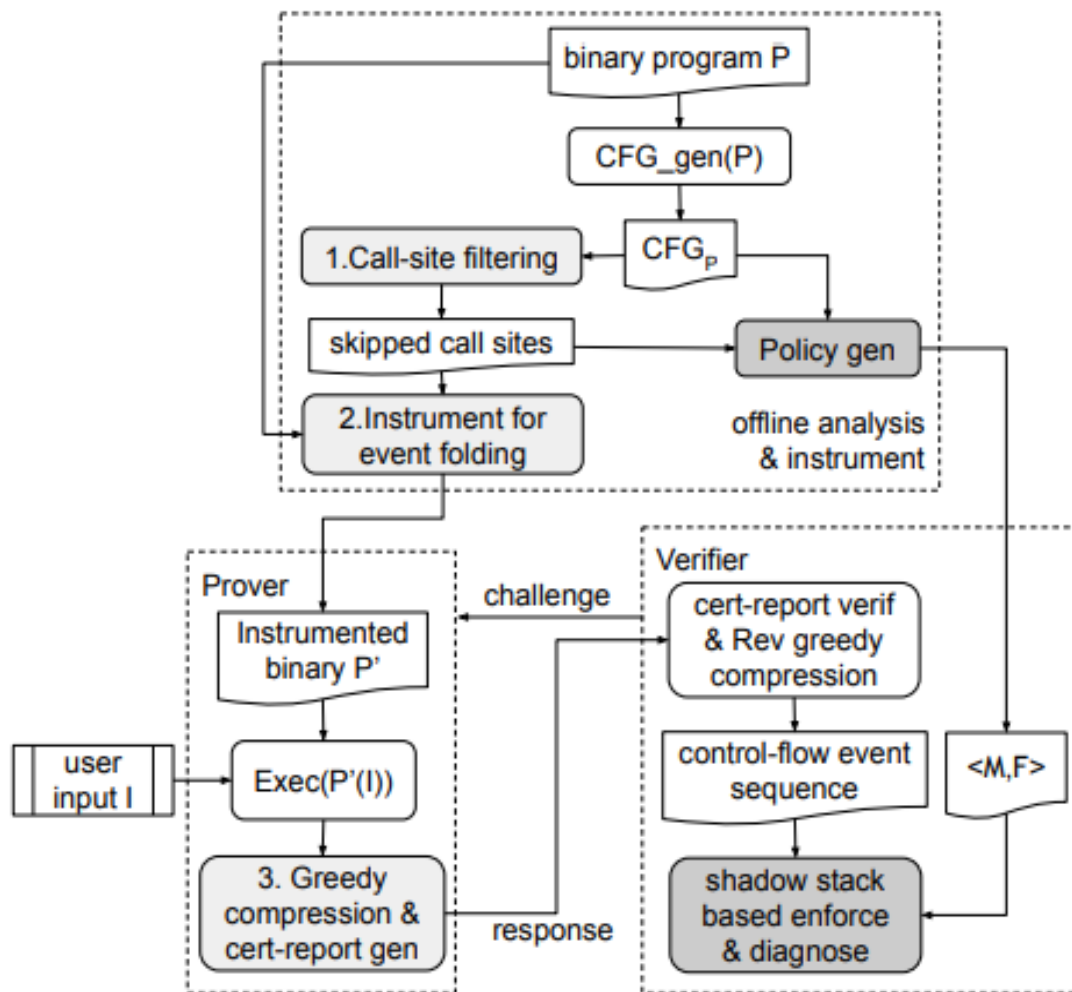 binary program P
CFG_gen(P)
1.Call-site filtering
CFG_P
skipped call sites
Policy gen
2.Instrument for
event folding
offline analysis
& instrument
Prover
Verifier
challenge
Instrumented
binary P'
cert-report verif
& Rev greedy
compression
user
input I
Exec(P'(I))
control-flow event
sequence
<M,F>
3. Greedy
compression &
cert-report gen
response
shadow stack
based enforce
& diagnose